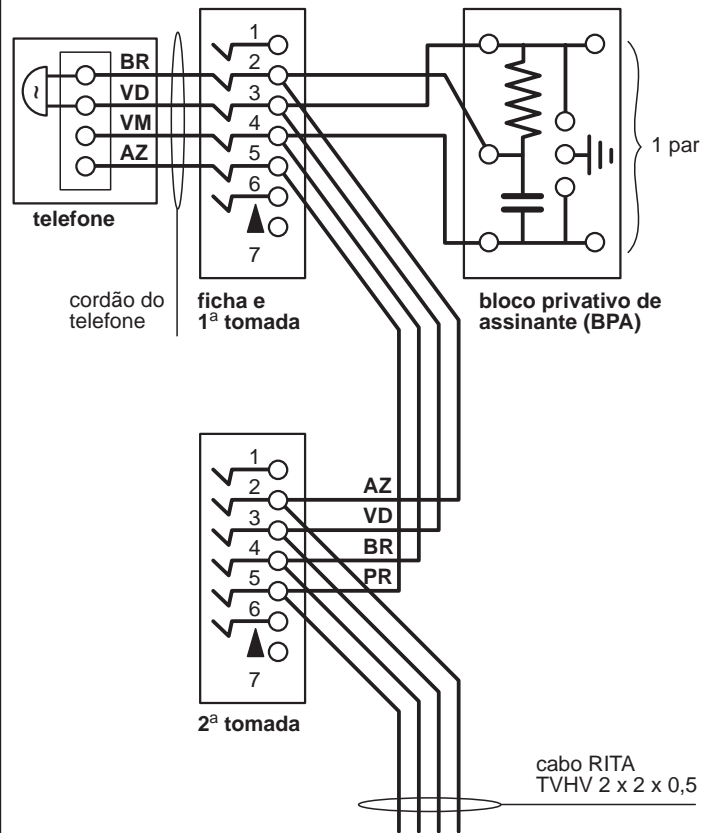 BR
VD
VM
AZ
~
telefone
cordão do
telefone
1
2
3
4
5
6
7
ficha e
1ª tomada
bloco privativo de
assinante (BPA)
1 par
1
2
3
4
5
6
7
AZ
VD
BR
PR
2ª tomada
cabo RITA
TVHV 2 x 2 x 0,5